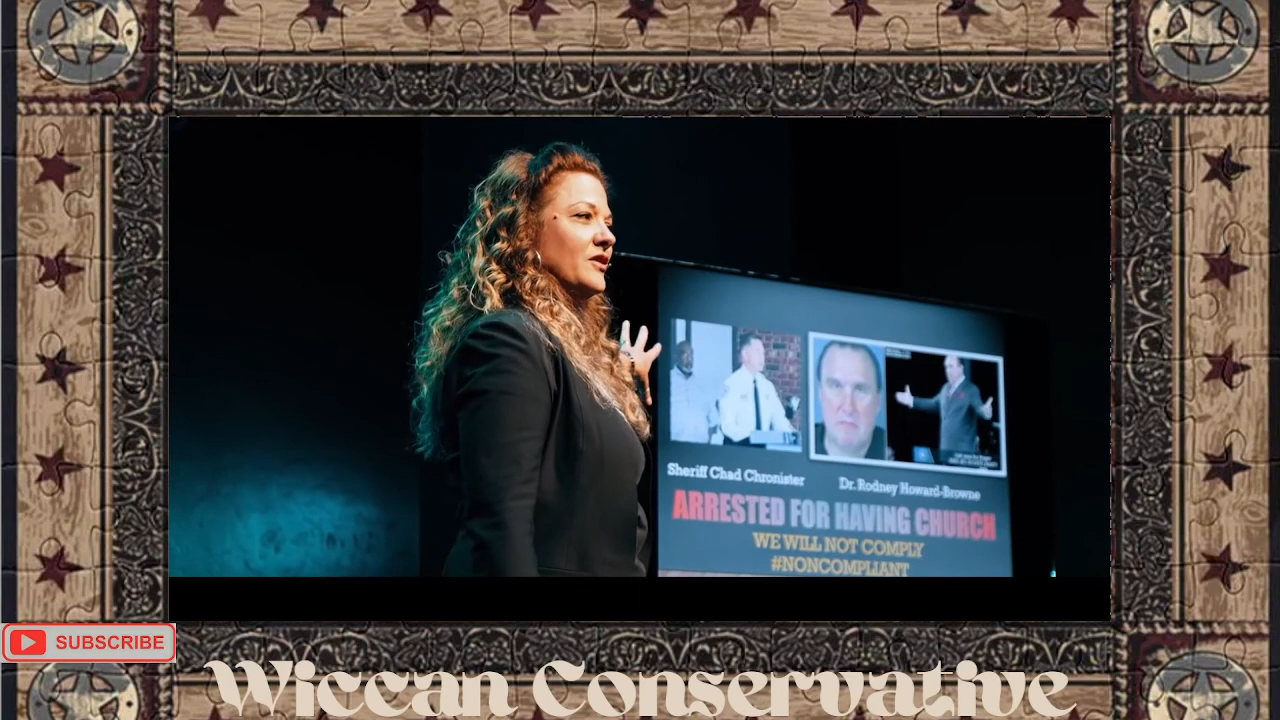 Sheriff Chad Chronister
Dr. Rodney Howard-Browne
ARRESTED FOR HAVING CHURCH
WE WILL NOT COMPLY
#NONCOMPLIANT
SUBSCRIBE
Wiccan Conservative